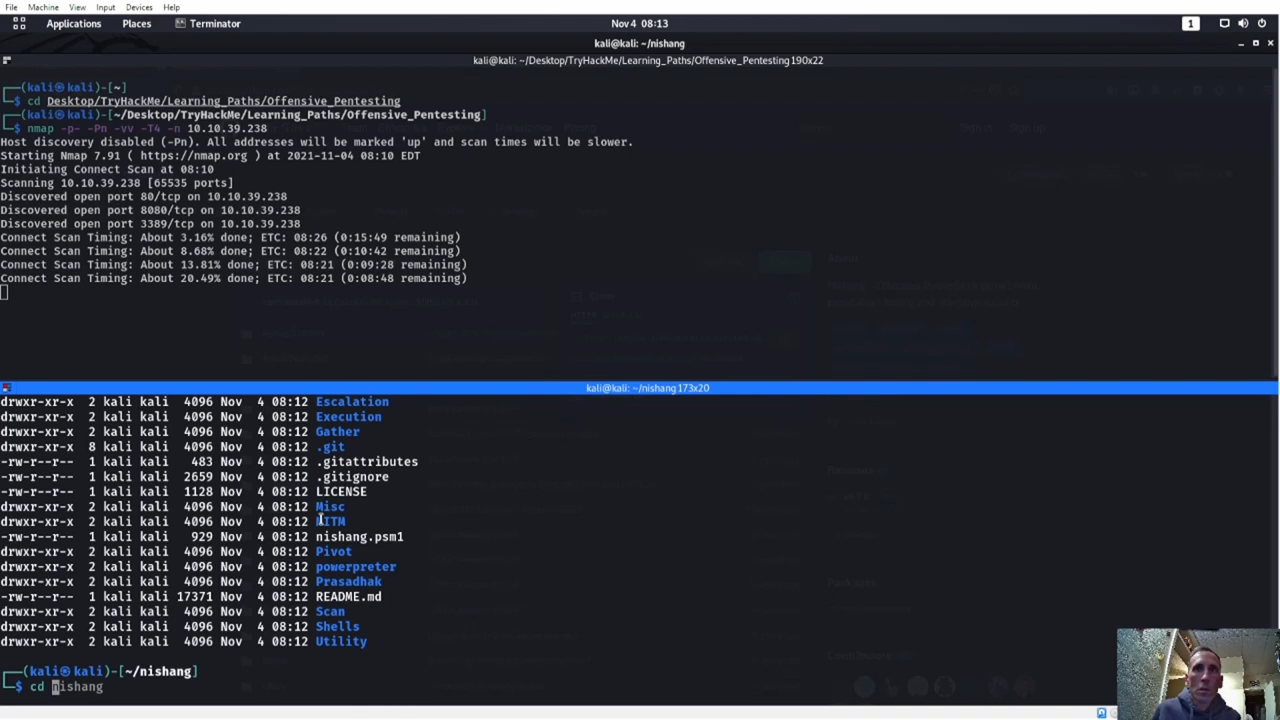 File Machine View Input Devices Help
Applications Places Terminator Nov 4 08:13 1
kali@kali: ~/nishang
kali@kali: ~/Desktop/TryHackMe/Learning_Paths/Offensive_Pentesting 190x22
┌──(kali㉿kali)-[~]
└─$ cd Desktop/TryHackMe/Learning_Paths/Offensive_Pentesting
┌──(kali㉿kali)-[~/Desktop/TryHackMe/Learning_Paths/Offensive_Pentesting]
└─$ nmap -p- -Pn -vv -T4 -n 10.10.39.238
Host discovery disabled (-Pn). All addresses will be marked 'up' and scan times will be slower.
Starting Nmap 7.91 ( https://nmap.org ) at 2021-11-04 08:10 EDT
Initiating Connect Scan at 08:10
Scanning 10.10.39.238 [65535 ports]
Discovered open port 80/tcp on 10.10.39.238
Discovered open port 8080/tcp on 10.10.39.238
Discovered open port 3389/tcp on 10.10.39.238
Connect Scan Timing: About 3.16% done; ETC: 08:26 (0:15:49 remaining)
Connect Scan Timing: About 8.68% done; ETC: 08:22 (0:10:42 remaining)
Connect Scan Timing: About 13.81% done; ETC: 08:21 (0:09:28 remaining)
Connect Scan Timing: About 20.49% done; ETC: 08:21 (0:08:48 remaining)
kali@kali: ~/nishang 173x20
drwxr-xr-x 2 kali kali 4096 Nov 4 08:12 Escalation
drwxr-xr-x 2 kali kali 4096 Nov 4 08:12 Execution
drwxr-xr-x 2 kali kali 4096 Nov 4 08:12 Gather
drwxr-xr-x 8 kali kali 4096 Nov 4 08:12 .git
-rw-r--r-- 1 kali kali 483 Nov 4 08:12 .gitattributes
-rw-r--r-- 1 kali kali 2659 Nov 4 08:12 .gitignore
-rw-r--r-- 1 kali kali 1128 Nov 4 08:12 LICENSE
drwxr-xr-x 2 kali kali 4096 Nov 4 08:12 Misc
drwxr-xr-x 2 kali kali 4096 Nov 4 08:12 MITM
-rw-r--r-- 1 kali kali 929 Nov 4 08:12 nishang.psm1
drwxr-xr-x 2 kali kali 4096 Nov 4 08:12 Pivot
drwxr-xr-x 2 kali kali 4096 Nov 4 08:12 powerpreter
drwxr-xr-x 2 kali kali 4096 Nov 4 08:12 Prasadhak
-rw-r--r-- 1 kali kali 17371 Nov 4 08:12 README.md
drwxr-xr-x 2 kali kali 4096 Nov 4 08:12 Scan
drwxr-xr-x 2 kali kali 4096 Nov 4 08:12 Shells
drwxr-xr-x 2 kali kali 4096 Nov 4 08:12 Utility
┌──(kali㉿kali)-[~/nishang]
└─$ cd nishang